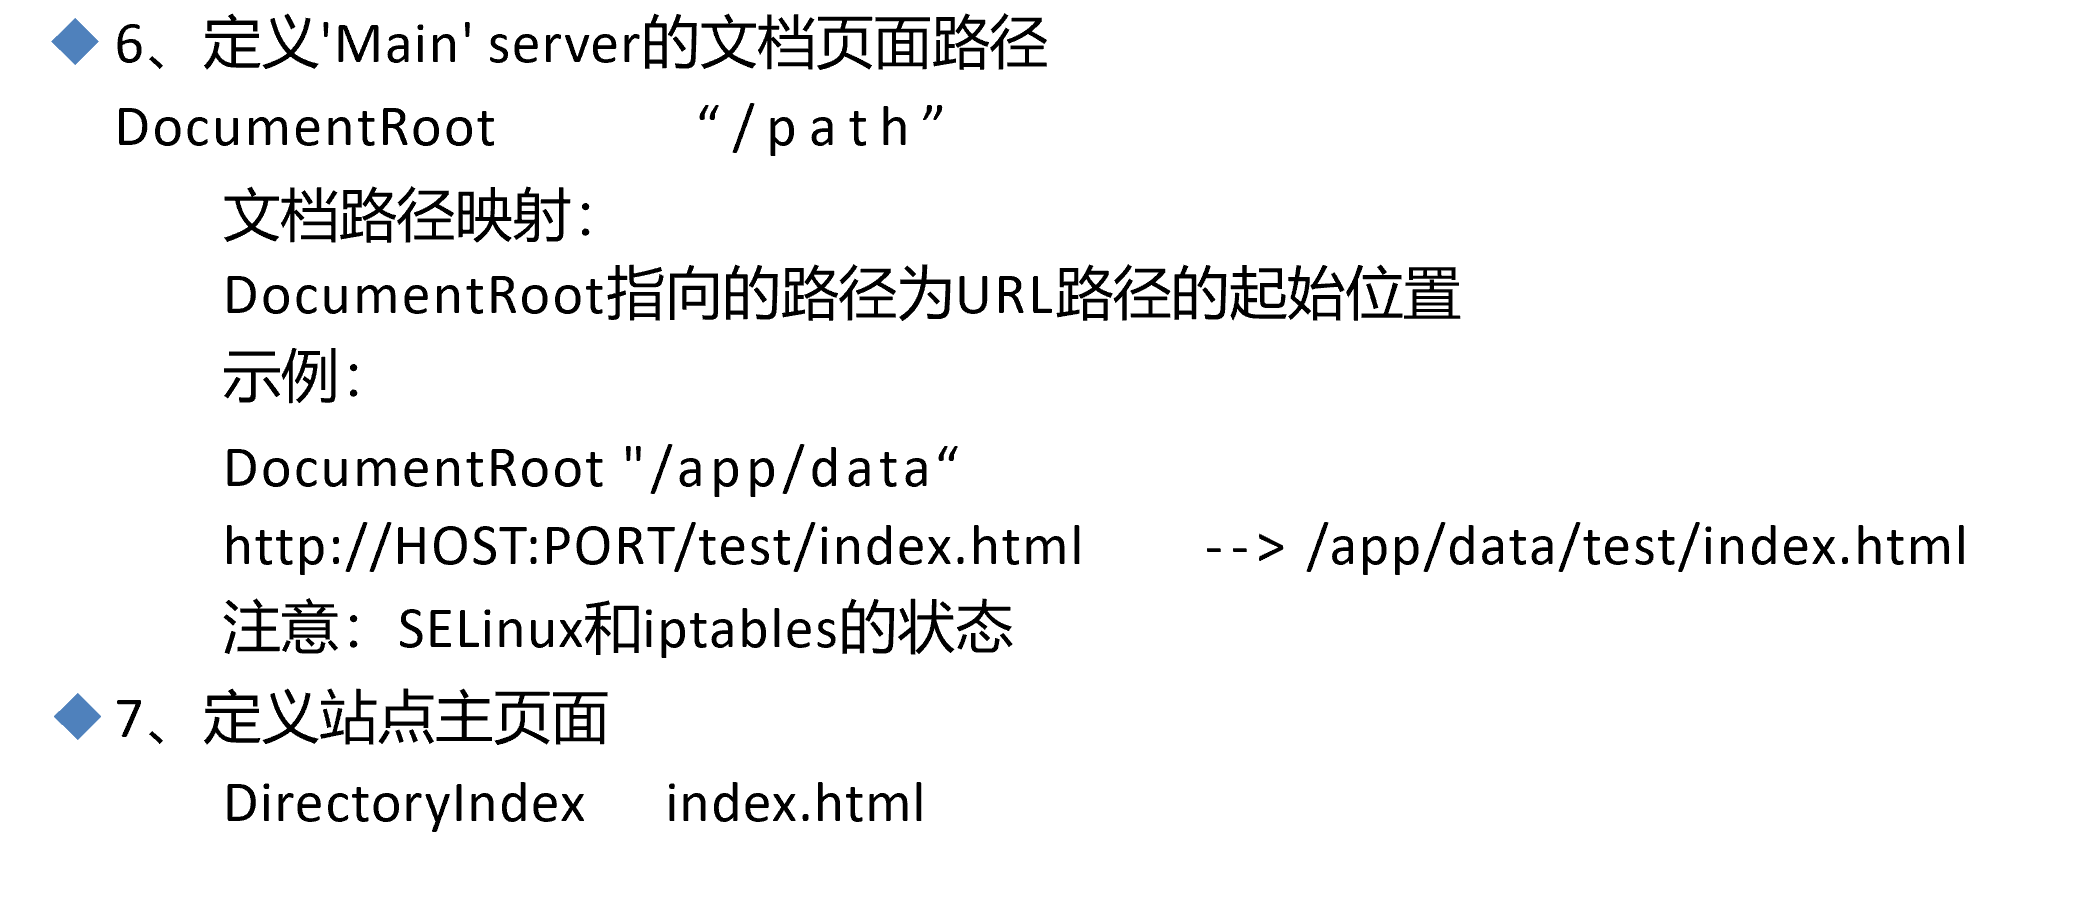 6、定义'Main' server的文档页面路径
DocumentRoot “/path”
文档路径映射：
DocumentRoot指向的路径为URL路径的起始位置
示例：
DocumentRoot "/app/data“
http://HOST:PORT/test/index.html --> /app/data/test/index.html
注意：SELinux和iptables的状态
7、定义站点主页面
DirectoryIndex index.html